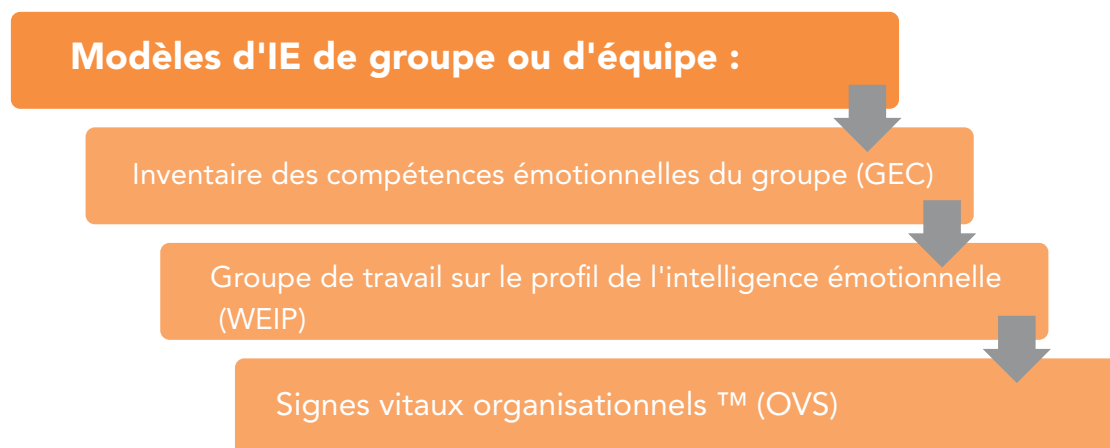 Modèles d'IE de groupe ou d'équipe :
Inventaire des compétences émotionnelles du groupe (GEC)
Groupe de travail sur le profil de l'intelligence émotionnelle
(WEIP)
Signes vitaux organisationnels ™ (OVS)